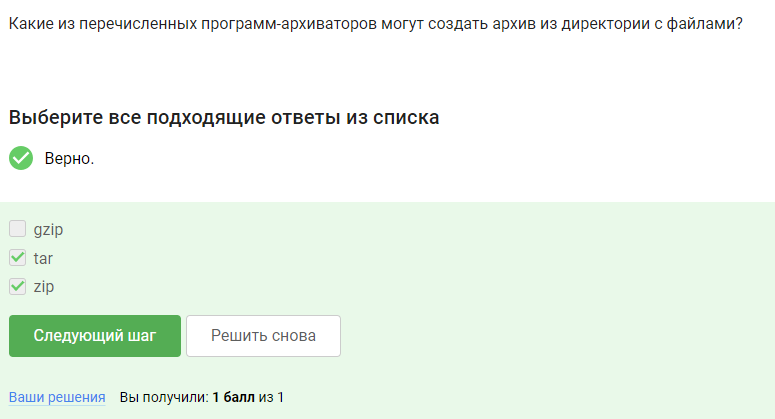 Какие из перечисленных программ-архиваторов могут создать архив из директории с файлами?
Выберите все подходящие ответы из списка
Верно.
gzip
tar
zip
Следующий шаг Решить снова
Ваши решения Вы получили: 1 балл из 1